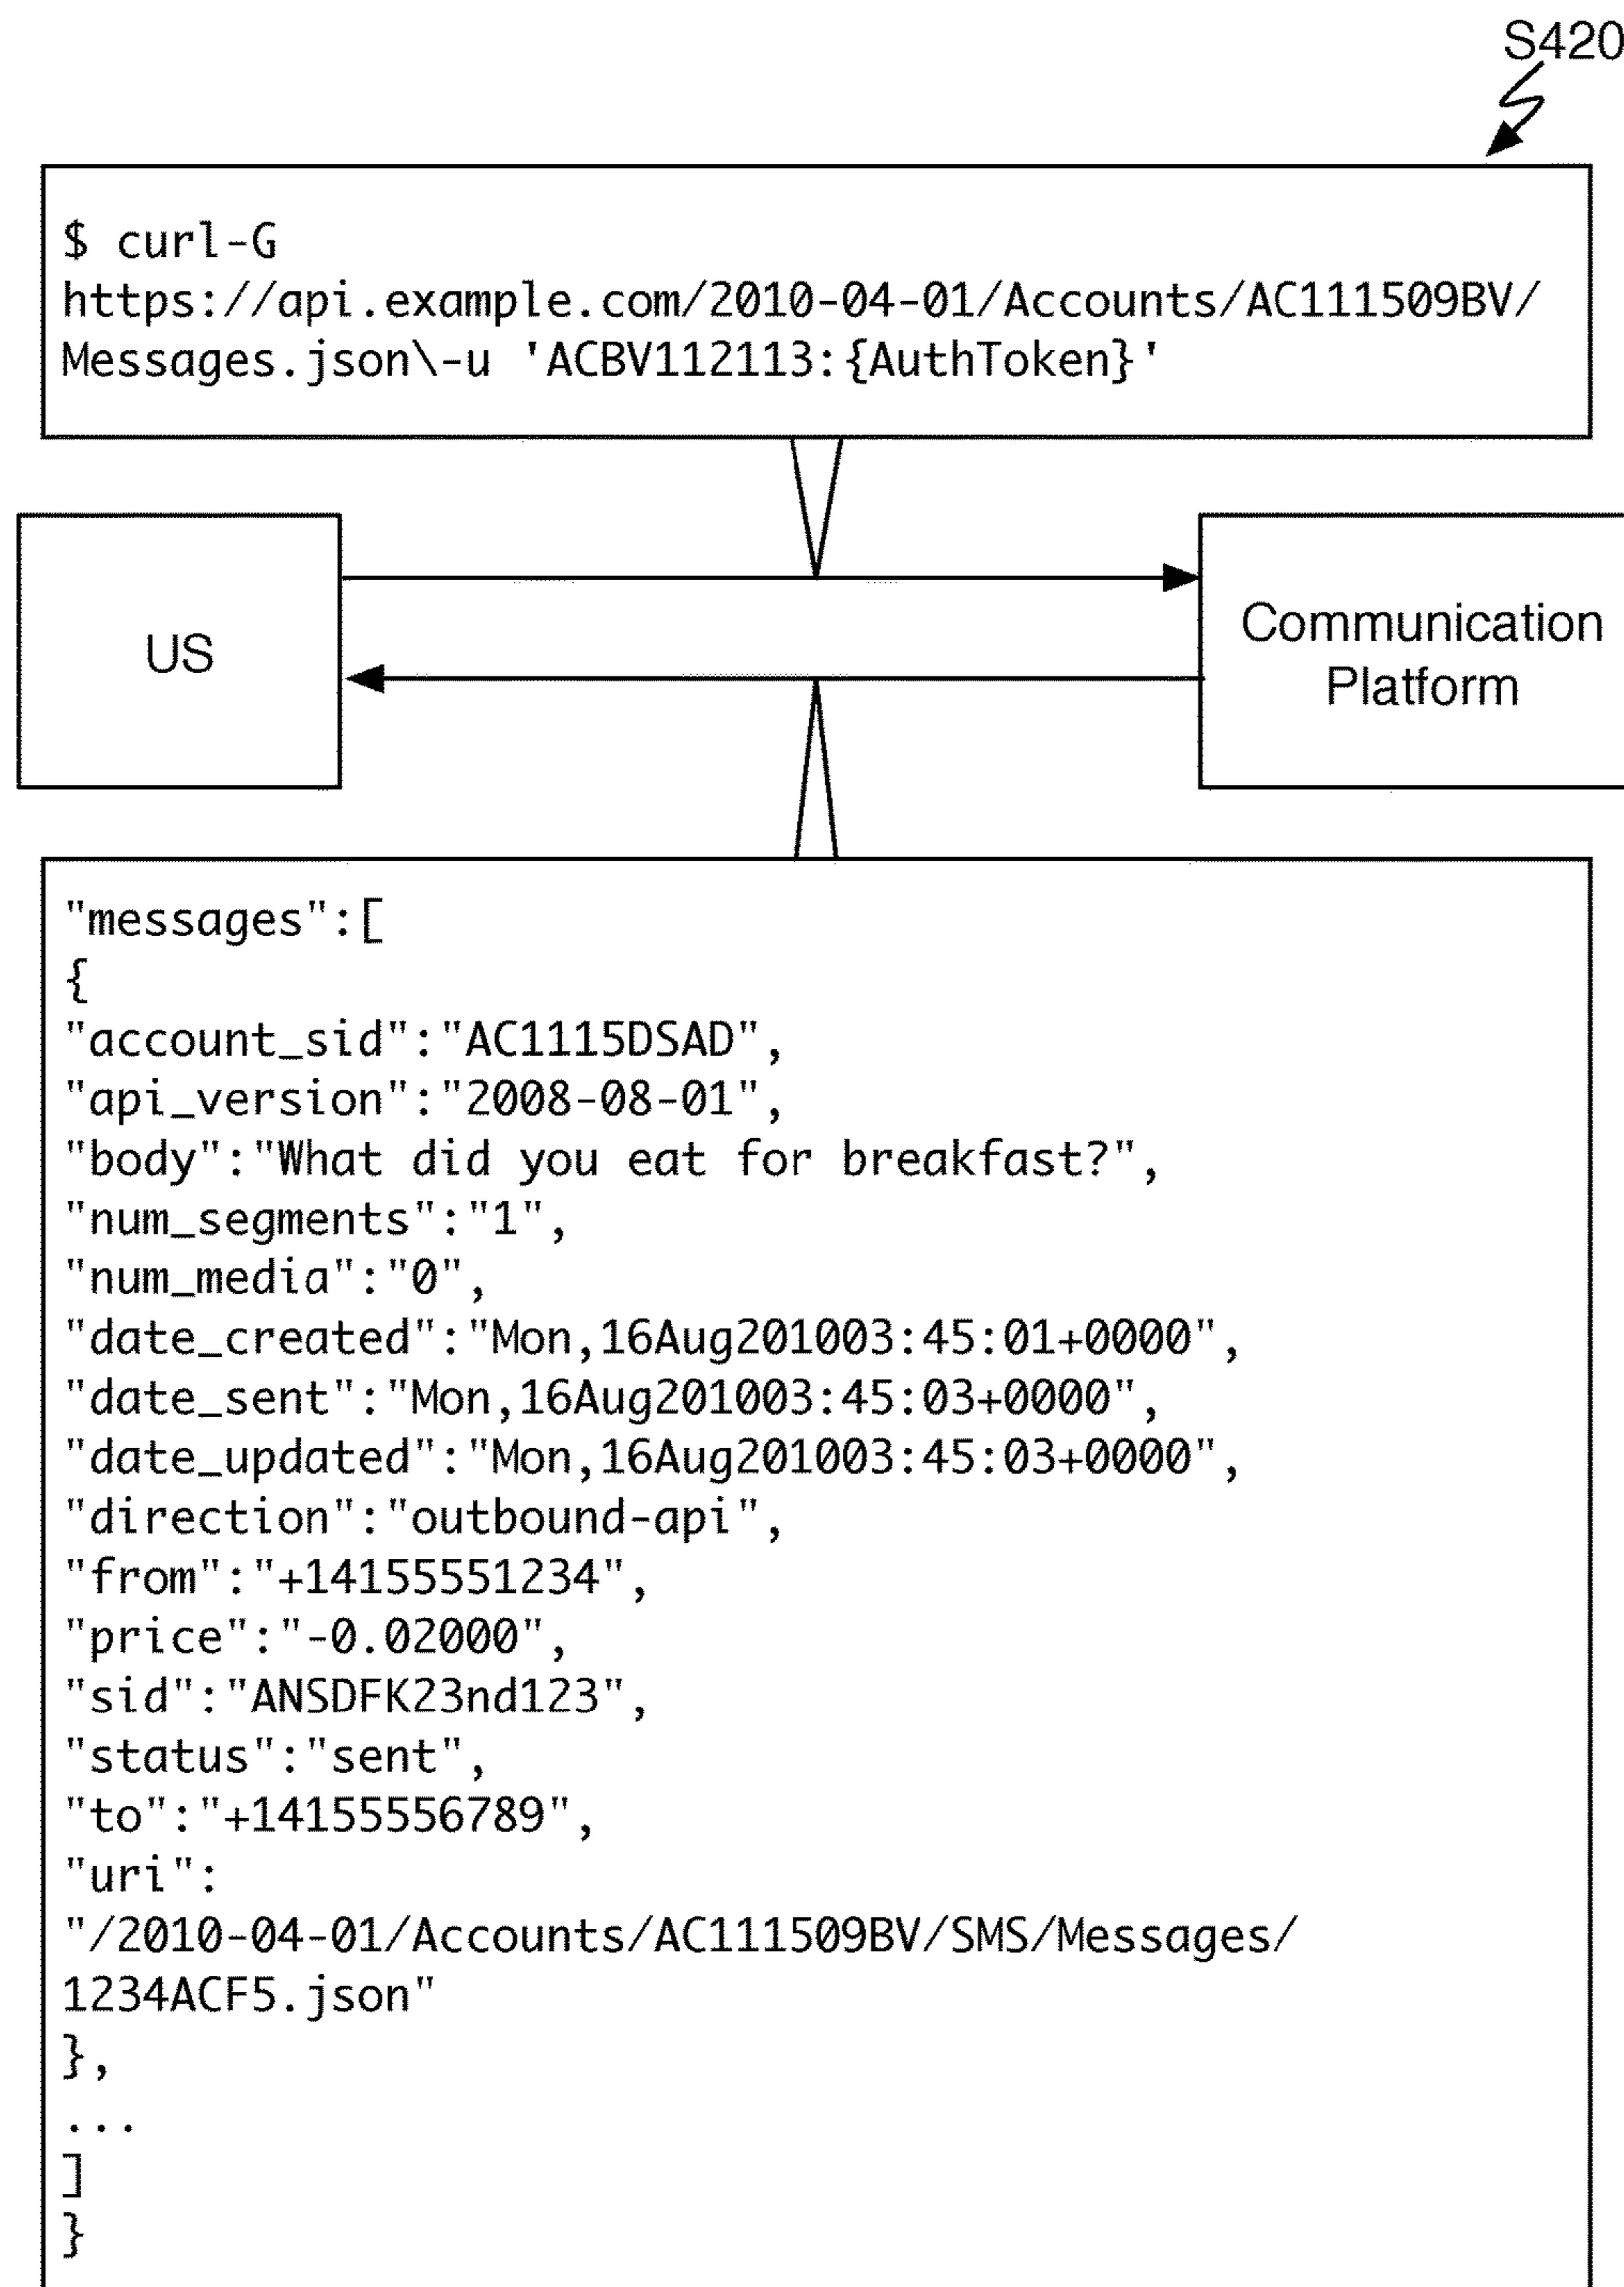 S420
$ curl-G
https://api.example.com/2010-04-01/Accounts/AC111509BV/
Messages.json\-u 'ACBV112113:{AuthToken}'
US
Communication
Platform
"messages":[
{
"account_sid":"AC1115DSAD",
"api_version":"2008-08-01",
"body":"What did you eat for breakfast?",
"num_segments":"1",
"num_media":"0",
"date_created":"Mon,16Aug201003:45:01+0000",
"date_sent":"Mon,16Aug201003:45:03+0000",
"date_updated":"Mon,16Aug201003:45:03+0000",
"direction":"outbound-api",
"from":"+14155551234",
"price":"-0.02000",
"sid":"ANSDFK23nd123",
"status":"sent",
"to":"+14155556789",
"uri":
"/2010-04-01/Accounts/AC111509BV/SMS/Messages/
1234ACF5.json"
},
...
]
}